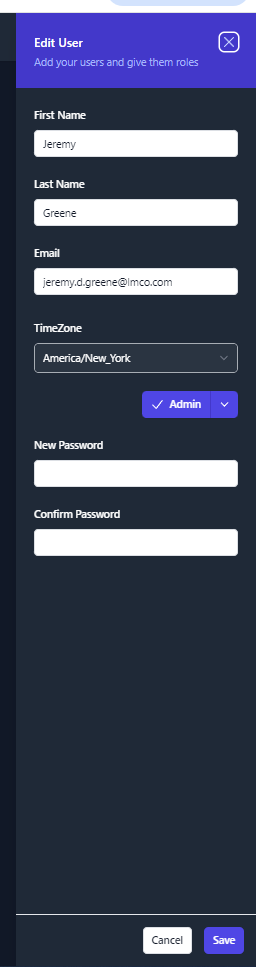 Edit User
Add your users and give them roles
First Name
Jeremy
Last Name
Greene
Email
jeremy.d.greene@lmco.com
TimeZone
America/New_York
Admin
New Password
Confirm Password
Cancel
Save